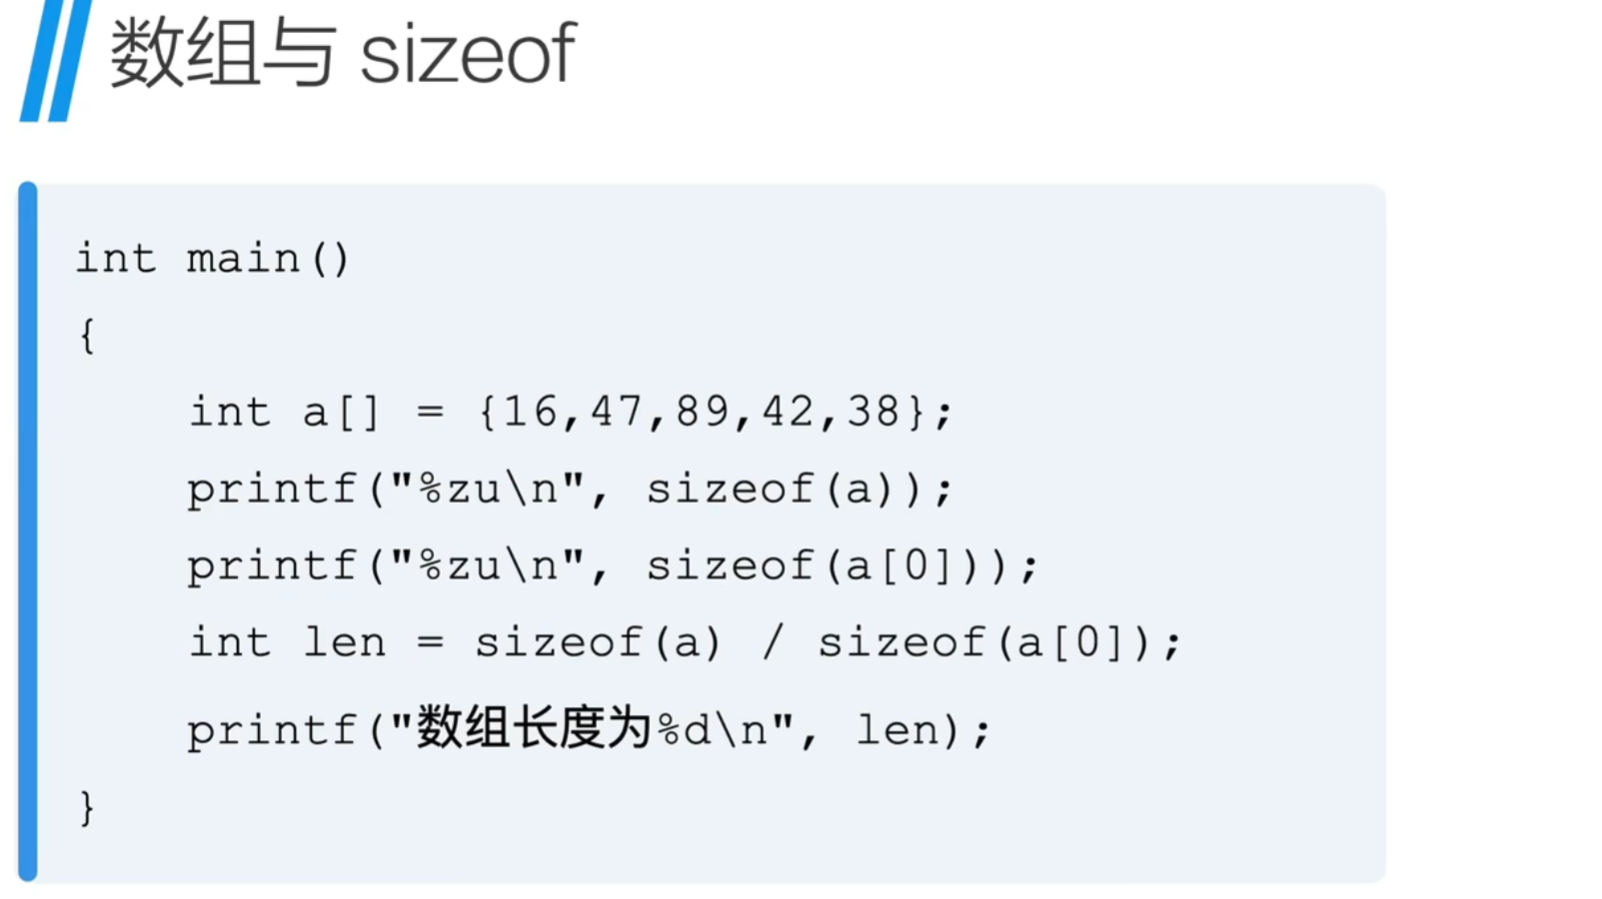 数组与 sizeof
int main()
{
    int a[] = {16,47,89,42,38};
    printf("%zu\n", sizeof(a));
    printf("%zu\n", sizeof(a[0]));
    int len = sizeof(a) / sizeof(a[0]);
    printf("数组长度为%d\n", len);
}